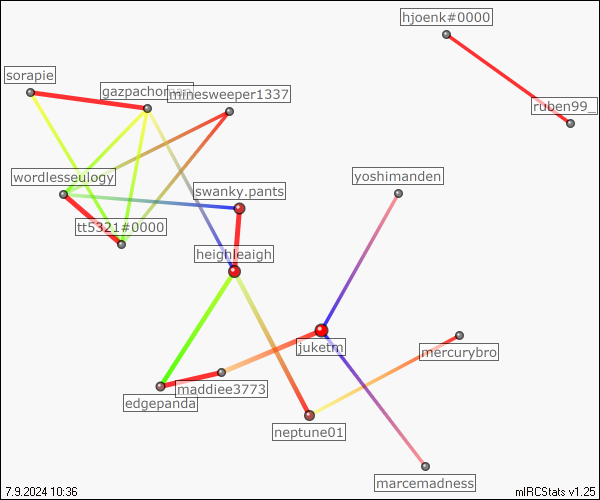 hjoenk#0000
sorapie
minesweeper1337
ruben99_
wordlesseulogy
yoshimanden
swanky.pants
tt5321#0000
heighleaigh
juketm
mercurybro
maddiee3773
edgepanda
neptune01
marcemadness
7.9.2024 10:36
mIRCStats v1.25